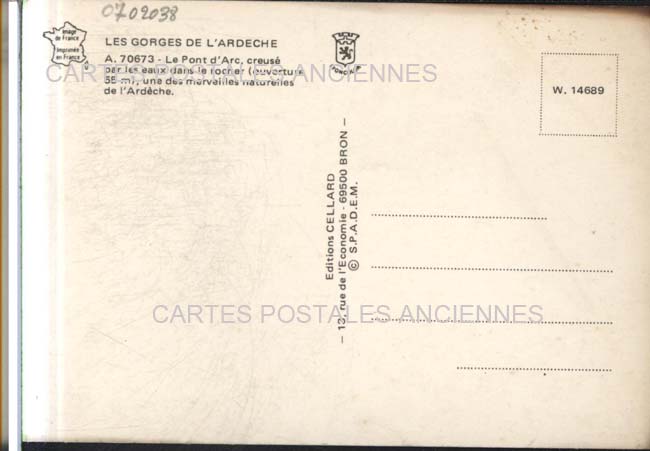 0702038
Image
de France
Imprimée
en France
LES GORGES DE L'ARDECHE
A. 70673 - Le Pont d'Arc, creusé
par les eaux dans le rocher (ouverture
55 m), une des merveilles naturelles
de l'Ardèche.
W. 14689
Editions CELLARD
— 13, rue de l'Economie - 69500 BRON —
© S.P.A.D.E.M.
CARTES POSTALES ANCIENNES
CARTES POSTALES ANCIENNES